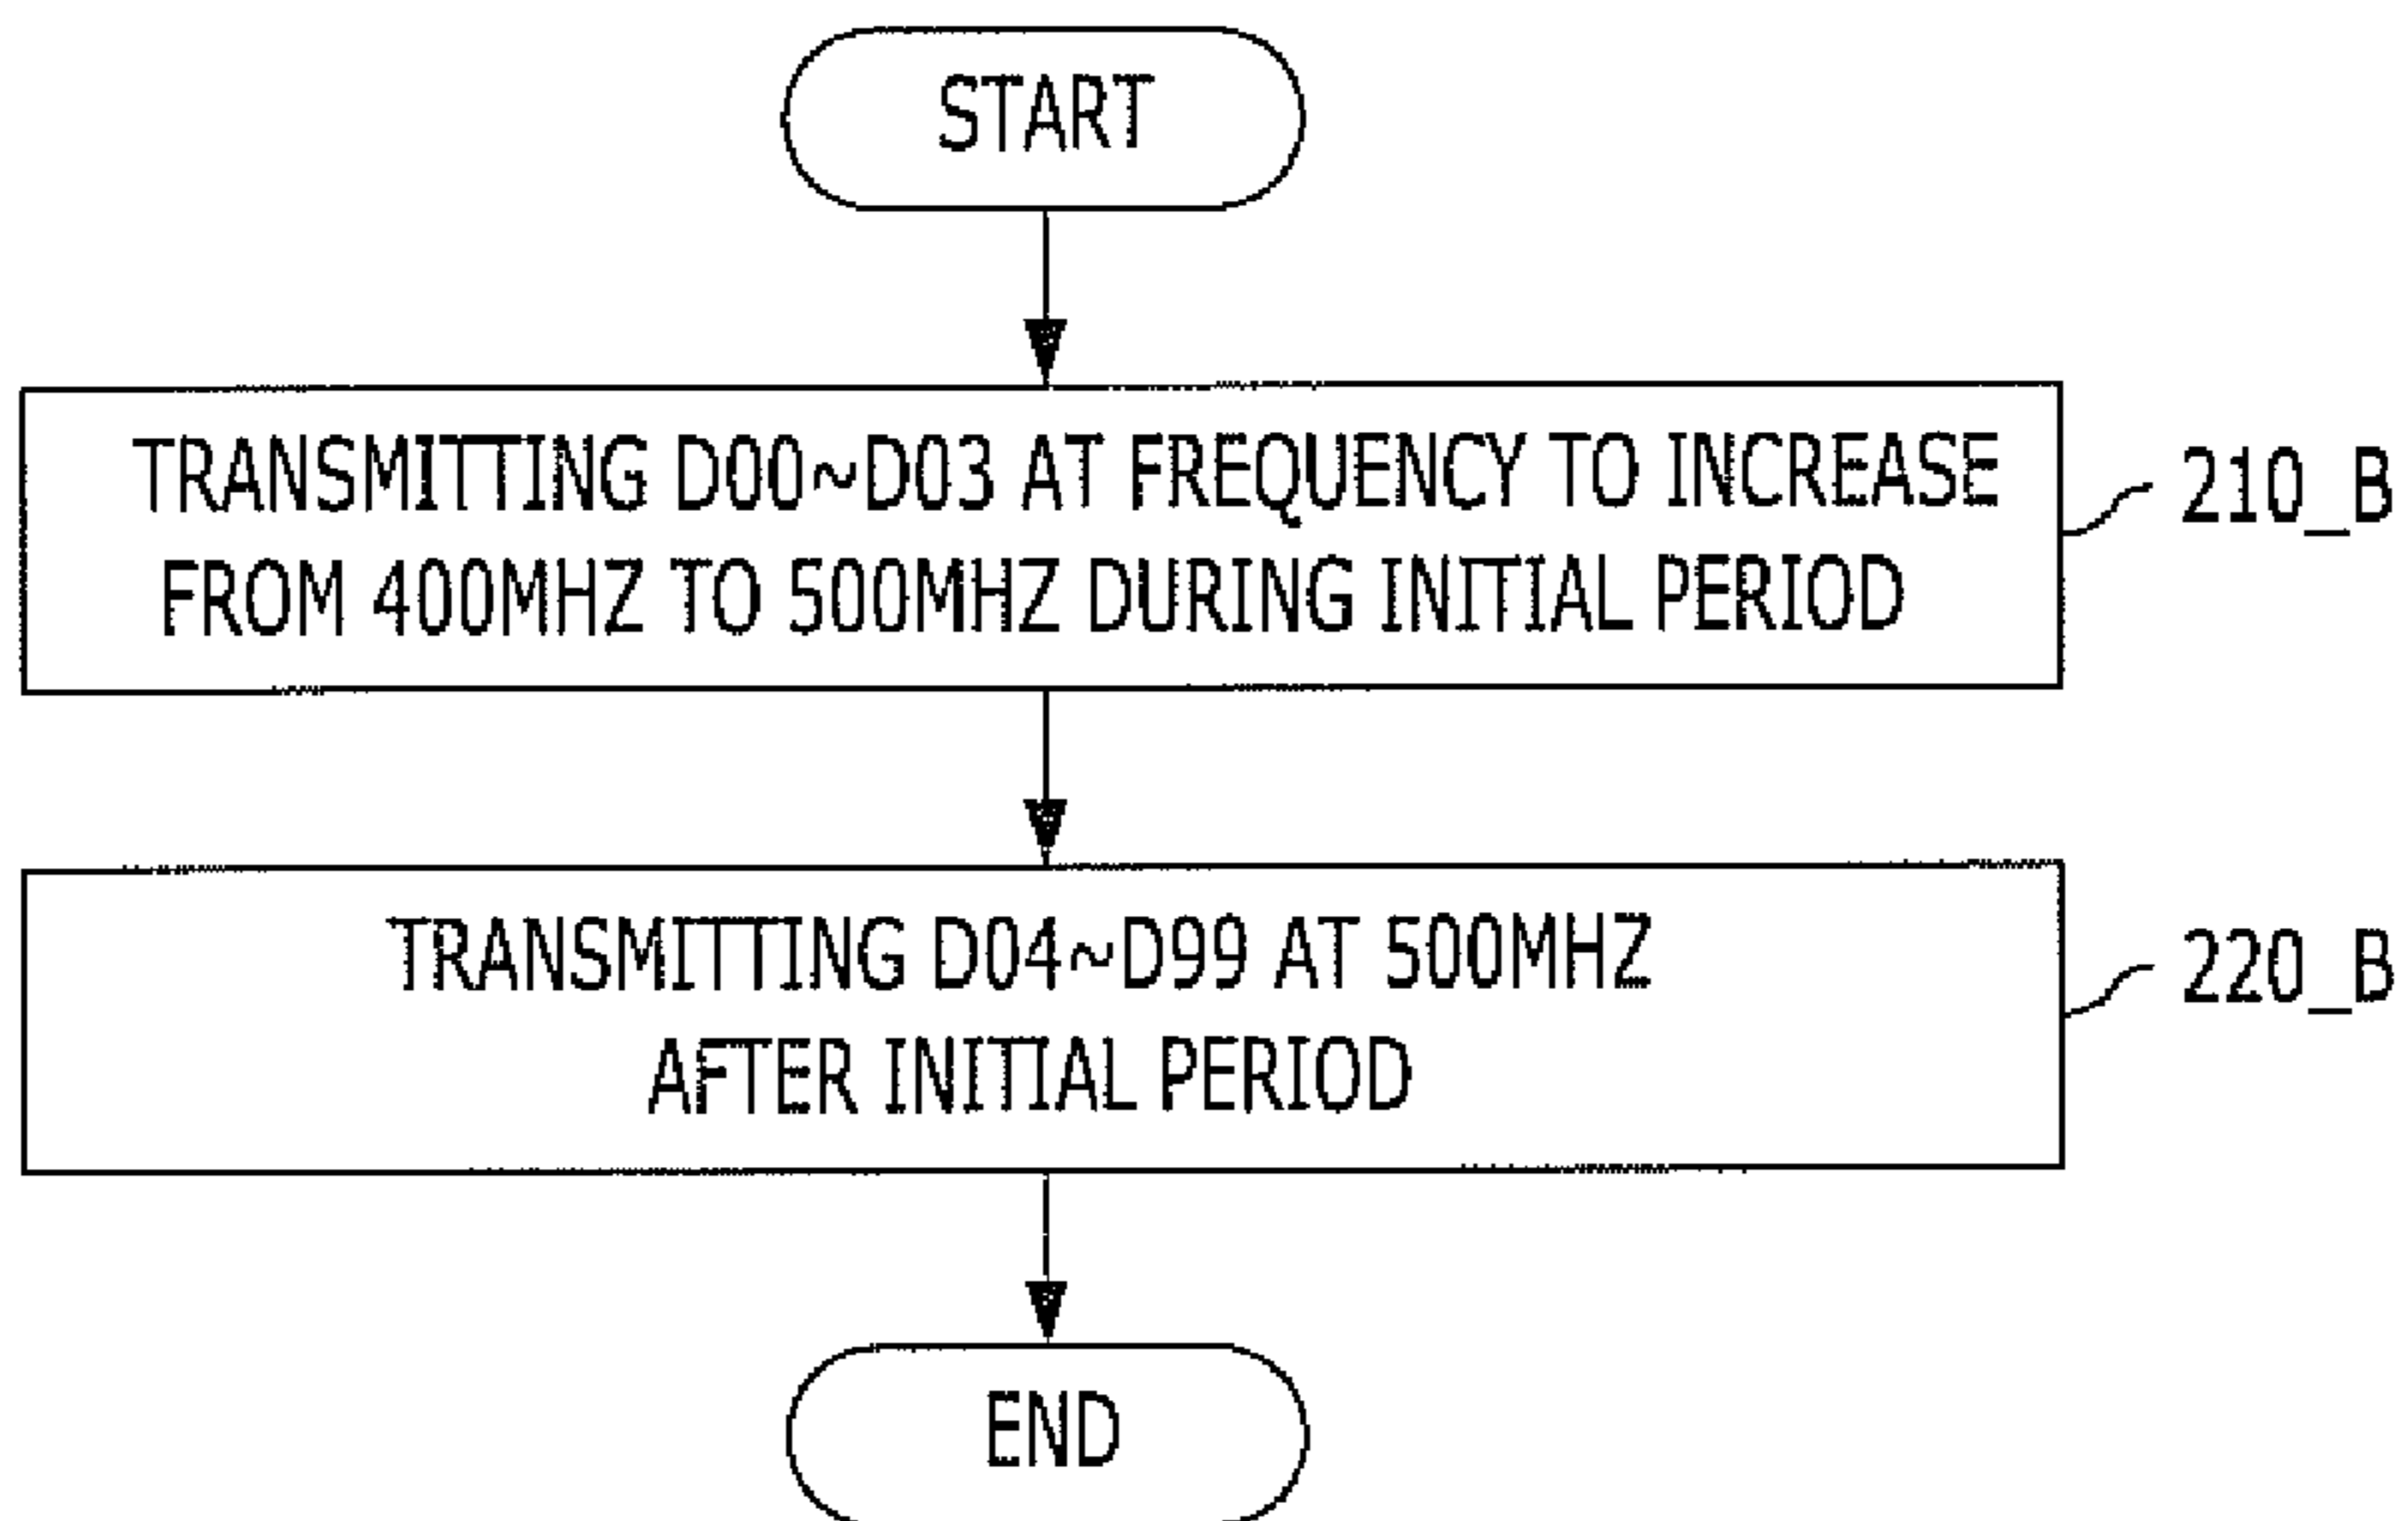 START
TRANSMITTING D00~D03 AT FREQUENCY TO INCREASE
FROM 400MHZ TO 500MHZ DURING INITIAL PERIOD
210_B
TRANSMITTING D04~D99 AT 500MHZ
AFTER INITIAL PERIOD
220_B
END